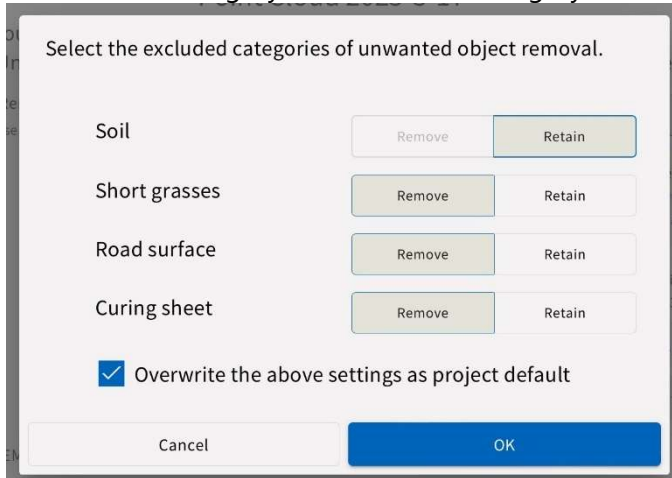 Select the excluded categories of unwanted object removal.
Soil Remove Retain
Short grasses Remove Retain
Road surface Remove Retain
Curing sheet Remove Retain
Overwrite the above settings as project default
Cancel OK